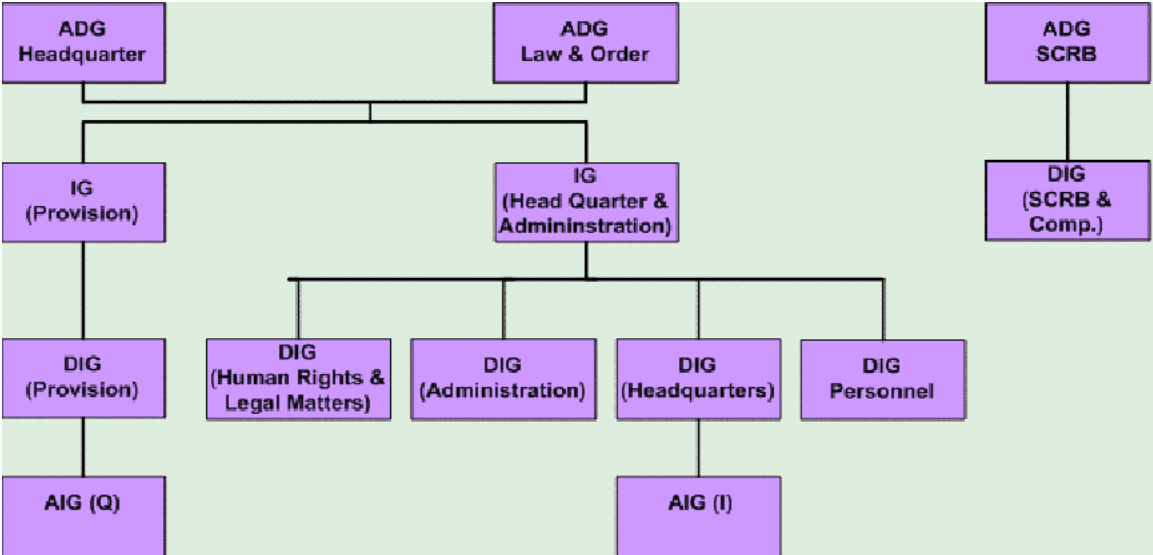 ADG
Headquarter
ADG
Law & Order
ADG
SCRB
IG
(Provision)
IG
(Head Quarter &
Admininstration)
DIG
(SCRB &
Comp.)
DIG
(Provision)
DIG
(Human Rights &
Legal Matters)
DIG
(Administration)
DIG
(Headquarters)
DIG
Personnel
AIG (Q)
AIG (I)